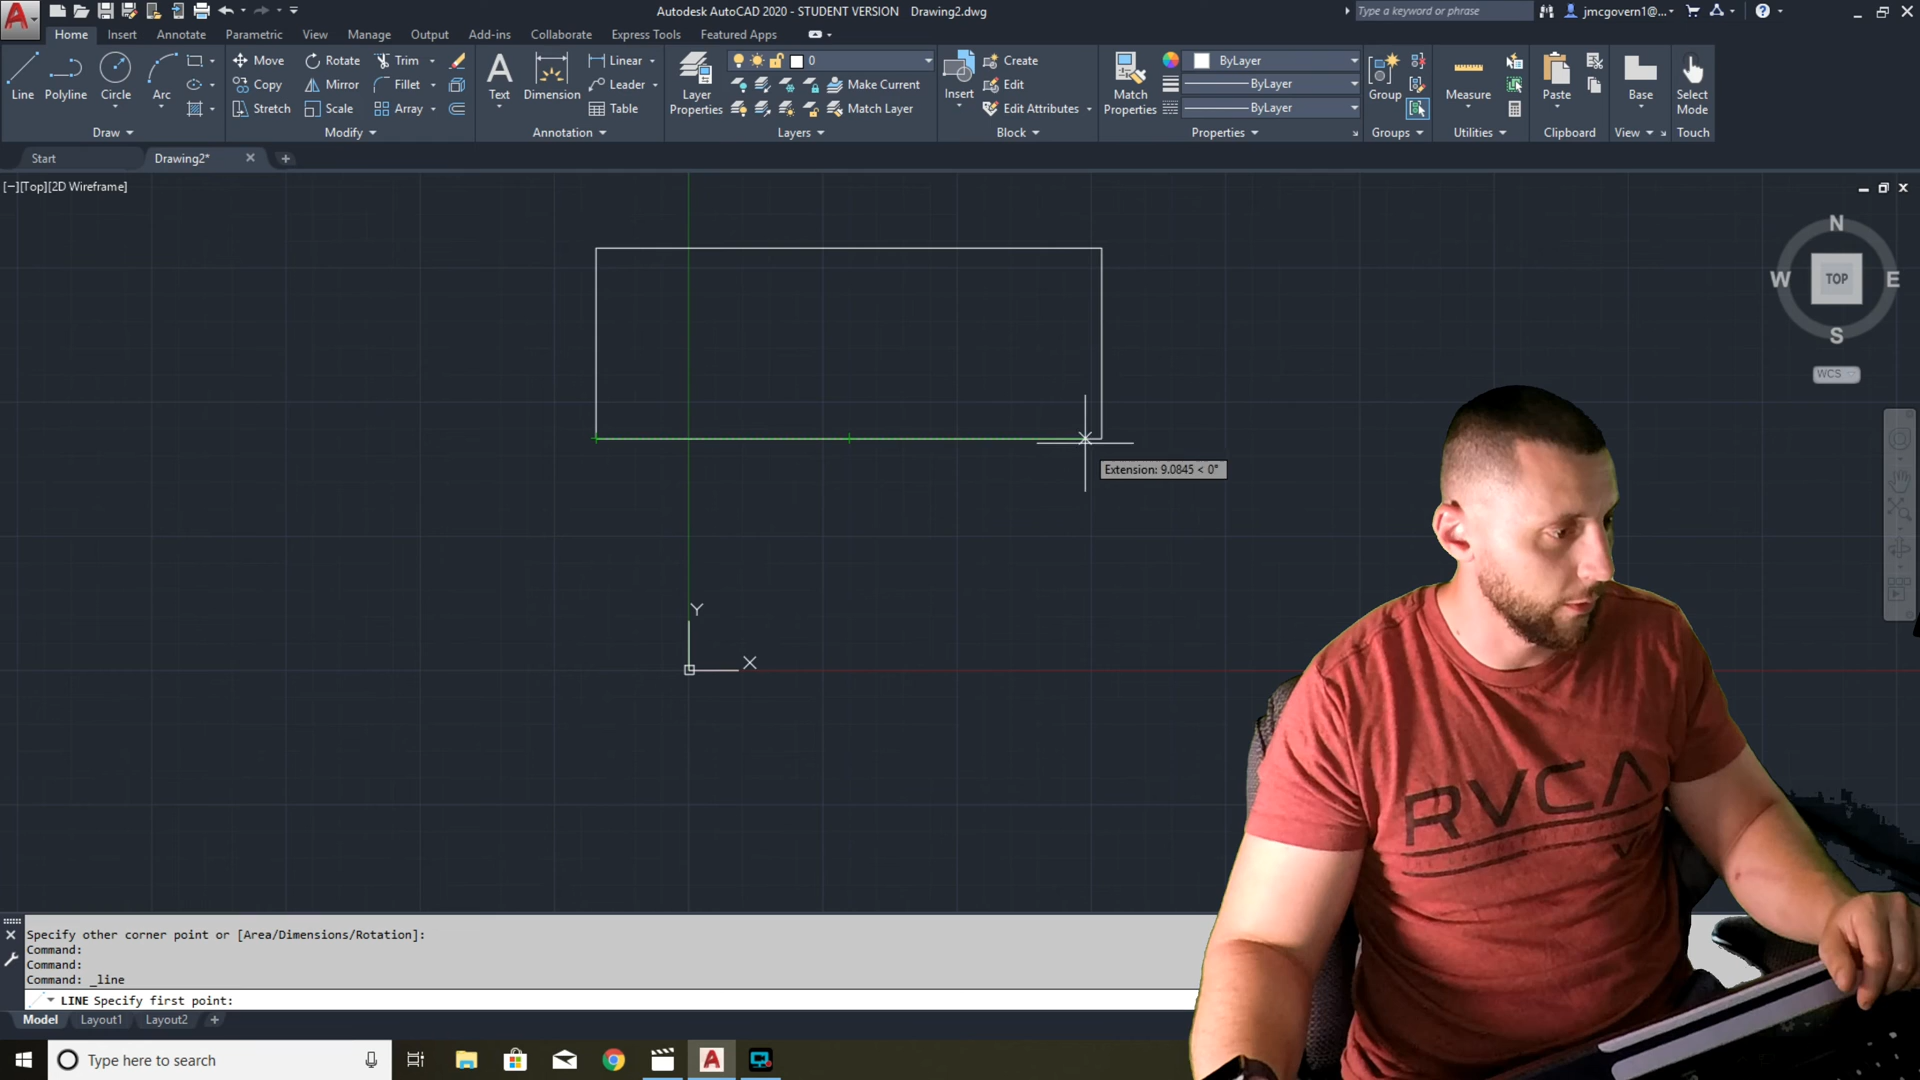 Autodesk AutoCAD 2020 - STUDENT VERSION Drawing2.dwg
Type a keyword or phrase
jmcgovern1@...
Home Insert Annotate Parametric View Manage Output Add-ins Collaborate Express Tools Featured Apps
Line Polyline Circle Arc
Move Rotate Trim
Copy Mirror Fillet
Stretch Scale Array
Text Dimension
Linear
Leader
Table
Layer Properties
0
Make Current
Match Layer
Insert
Create
Edit
Edit Attributes
Match Properties
ByLayer
ByLayer
ByLayer
Group
Measure
Paste
Base
Select Mode
Draw Modify Annotation Layers Block Properties Groups Utilities Clipboard View Touch
Start Drawing2*
[−][Top][2D Wireframe]
N
W TOP E
S
WCS
Extension: 9.0845 < 0°
Y
X
RVCA
Specify other corner point or [Area/Dimensions/Rotation]:
Command:
Command:
Command: _line
LINE Specify first point:
Model Layout1 Layout2
Type here to search